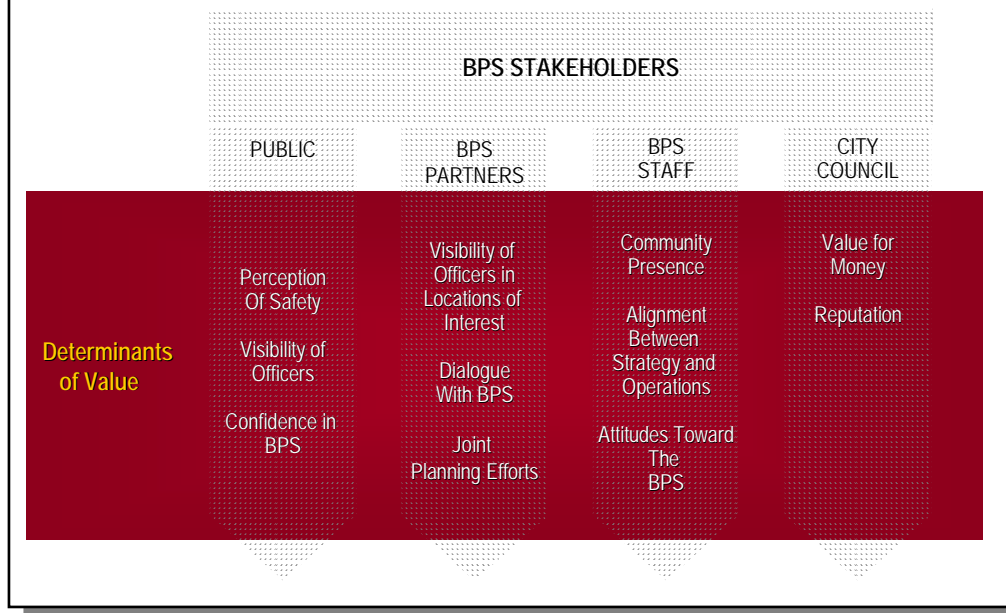 BPS STAKEHOLDERS
PUBLIC
BPS
PARTNERS
BPS
STAFF
CITY
COUNCIL
Determinants
of Value
Perception
Of Safety
Visibility of
Officers
Confidence in
BPS
Visibility of
Officers in
Locations of
Interest
Dialogue
With BPS
Joint
Planning Efforts
Community
Presence
Alignment
Between
Strategy and
Operations
Attitudes Toward
The
BPS
Value for
Money
Reputation